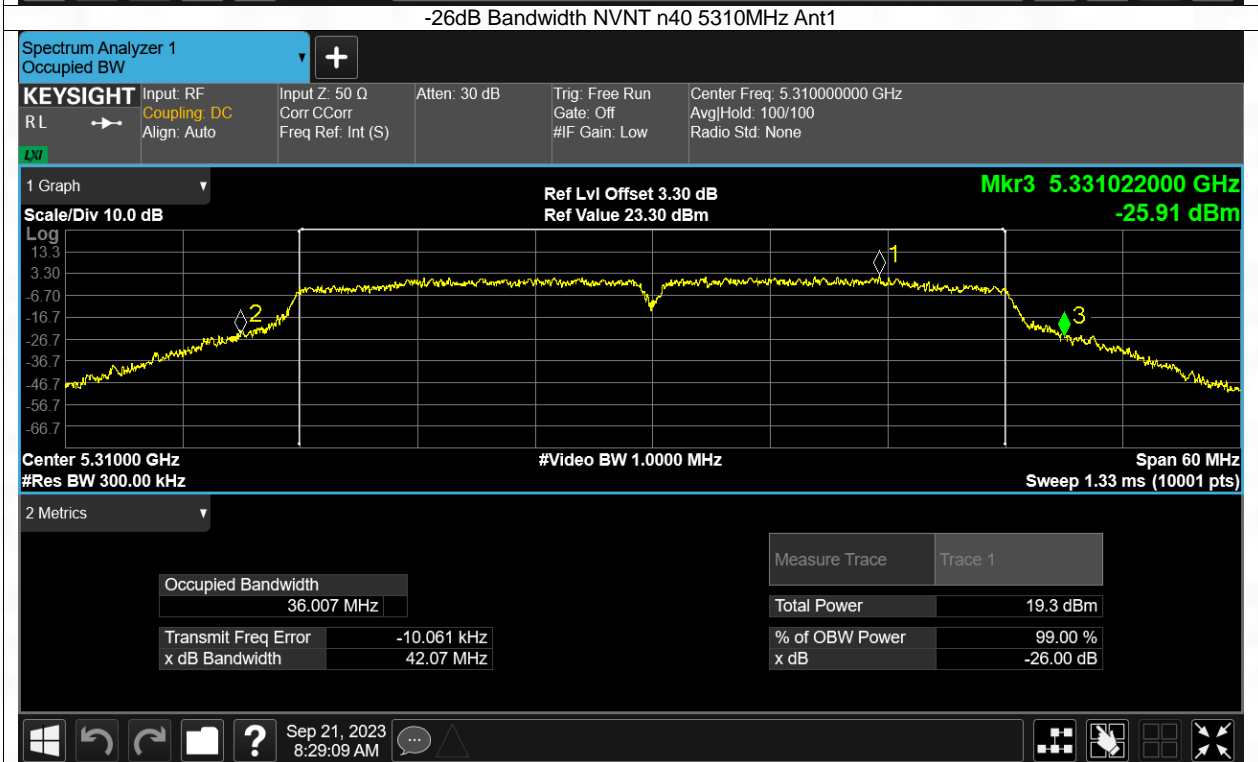 -26dB Bandwidth NVNT n40 5310MHz Ant1
Spectrum Analyzer 1
Occupied BW
+
KEYSIGHT
RL
LXI
Input: RF
Coupling: DC
Align: Auto
Input Z: 50 Ω
Corr CCorr
Freq Ref: Int (S)
Atten: 30 dB
Trig: Free Run
Gate: Off
#IF Gain: Low
Center Freq: 5.310000000 GHz
Avg|Hold: 100/100
Radio Std: None
1 Graph
Scale/Div 10.0 dB
Ref Lvl Offset 3.30 dB
Ref Value 23.30 dBm
Mkr3 5.331022000 GHz
-25.91 dBm
Log
13.3
3.30
-6.70
-16.7
-26.7
-36.7
-46.7
-56.7
-66.7
1
2
3
Center 5.31000 GHz
#Res BW 300.00 kHz
#Video BW 1.0000 MHz
Span 60 MHz
Sweep 1.33 ms (10001 pts)
2 Metrics
Occupied Bandwidth
36.007 MHz
Transmit Freq Error -10.061 kHz
x dB Bandwidth 42.07 MHz
Measure Trace Trace 1
Total Power 19.3 dBm
% of OBW Power 99.00 %
x dB -26.00 dB
?
Sep 21, 2023
8:29:09 AM